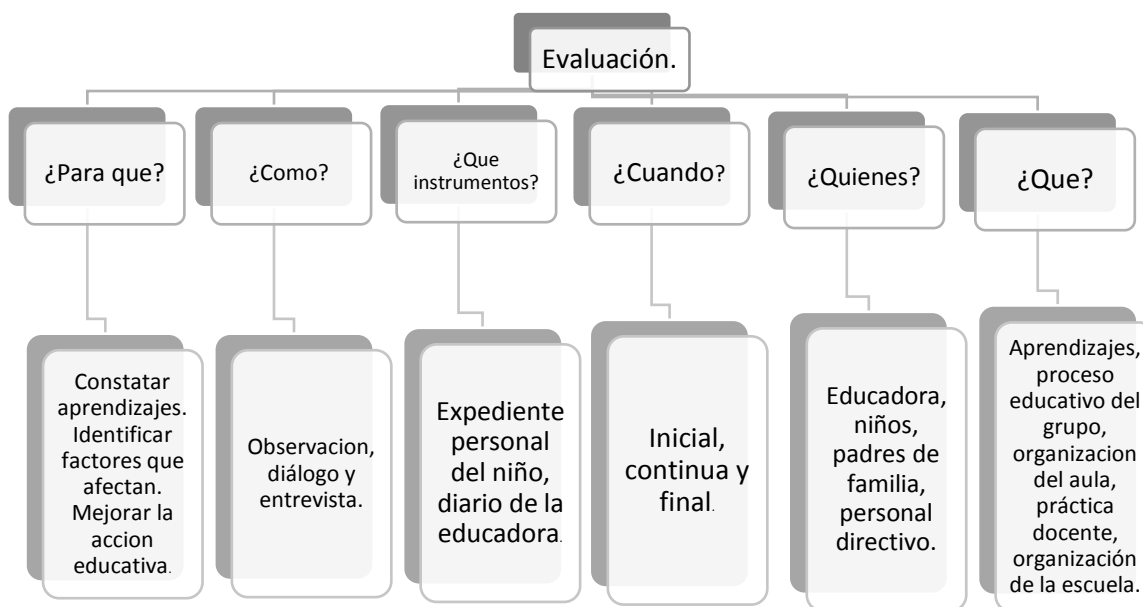 Evaluación.
¿Para que?
¿Como?
¿Que
instrumentos?
¿Cuando?
¿Quienes?
¿Que?
Constatar
aprendizajes.
Identificar
factores que
afectan.
Mejorar la
accion
educativa.
Observacion,
diálogo y
entrevista.
Expediente
personal
del niño,
diario de la
educadora.
Inicial,
continua y
final.
Educadora,
niños,
padres de
familia,
personal
directivo.
Aprendizajes,
proceso
educativo del
grupo,
organizacion
del aula,
práctica
docente,
organización
de la escuela.